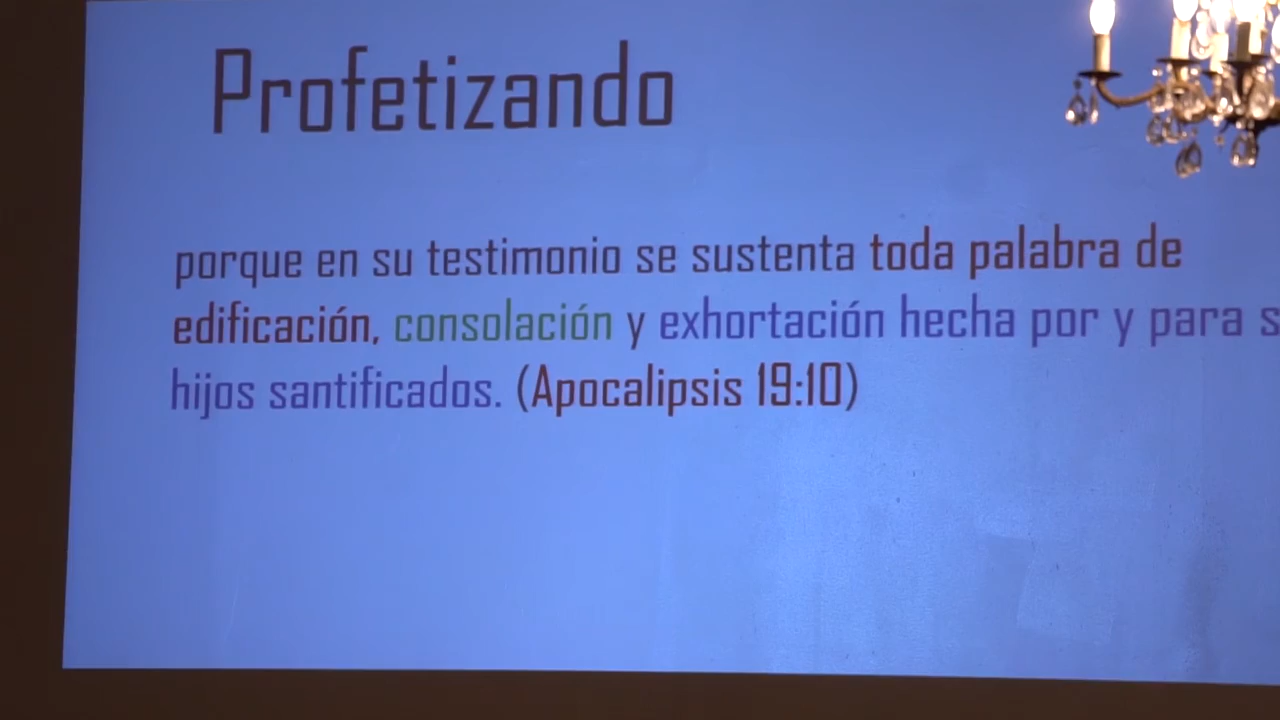 Profetizando
porque en su testimonio se sustenta toda palabra de
edificación, consolación y exhortación hecha por y para
hijos santificados. (Apocalipsis 19:10)